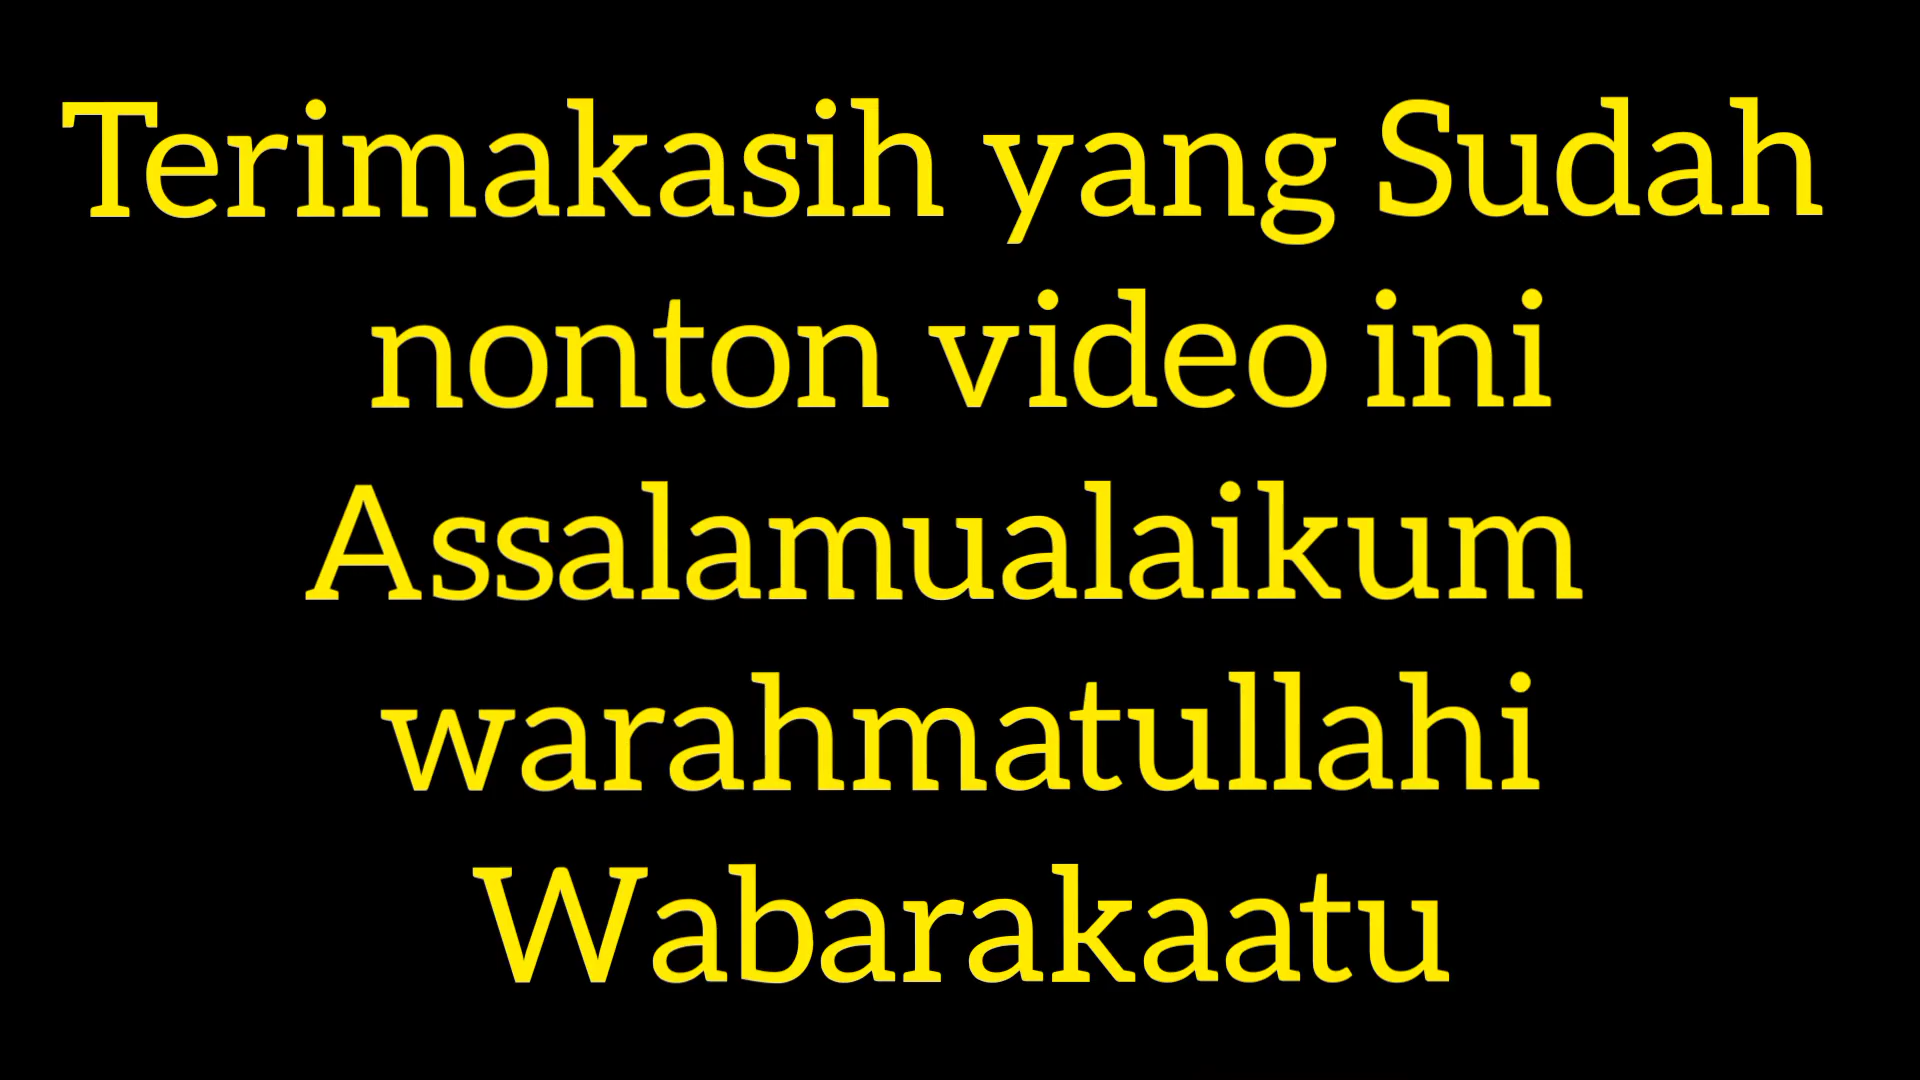 Terimakasih yang Sudah
nonton video ini
Assalamualaikum
warahmatullahi
Wabarakaatu